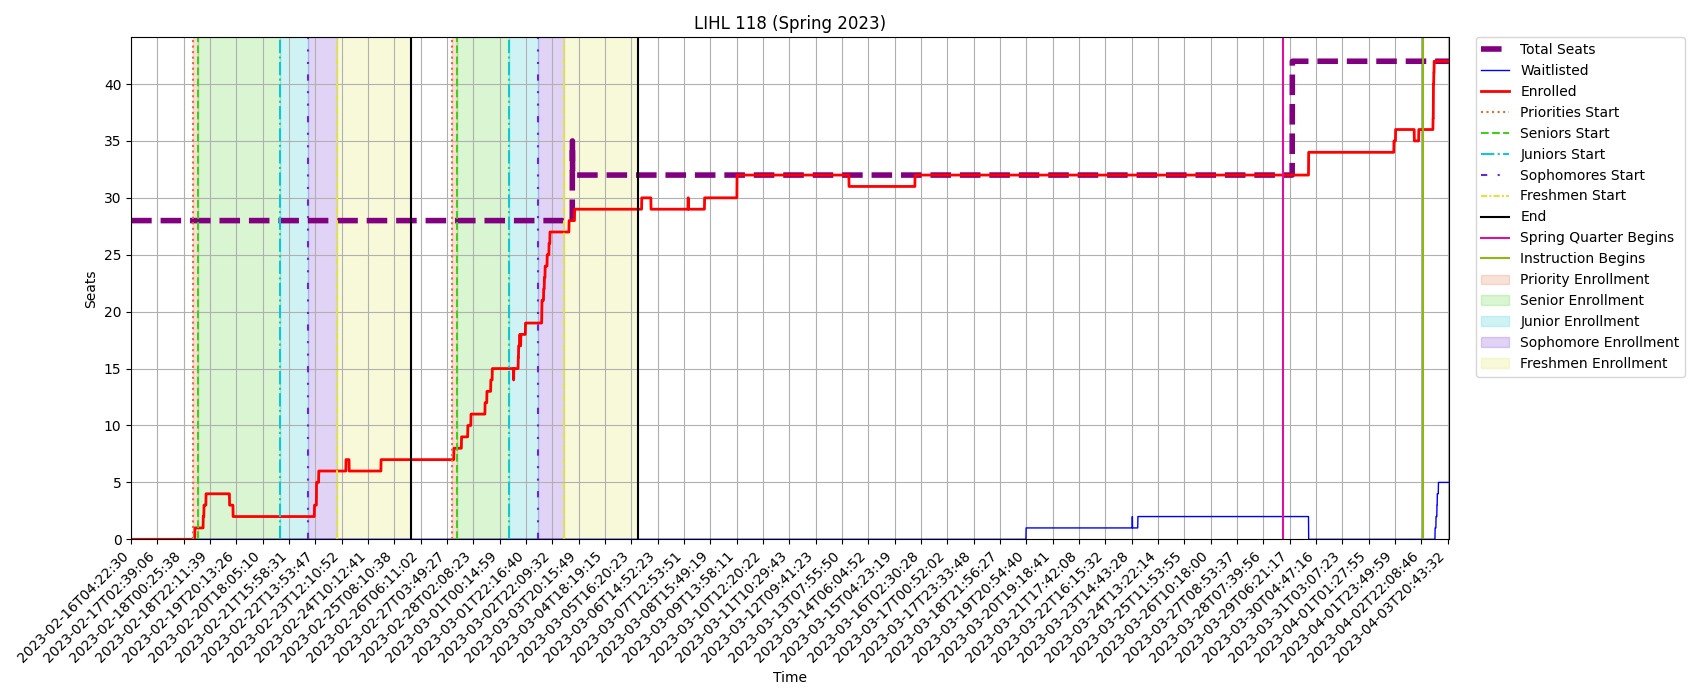 LIHL 118 (Spring 2023)
Seats
40
35
30
25
20
15
10
5
0
2023-02-16T04:22:30
2023-02-17T02:39:06
2023-02-18T00:25:38
2023-02-18T22:11:39
2023-02-19T20:13:26
2023-02-20T18:05:10
2023-02-21T15:58:31
2023-02-22T13:53:47
2023-02-23T12:10:52
2023-02-24T10:12:41
2023-02-25T08:10:38
2023-02-26T06:11:02
2023-02-27T03:49:27
2023-02-28T02:08:23
2023-03-01T00:14:59
2023-03-01T22:16:40
2023-03-02T22:09:32
2023-03-03T20:15:49
2023-03-04T18:19:15
2023-03-05T16:20:23
2023-03-06T14:52:23
2023-03-07T12:53:51
2023-03-08T15:49:19
2023-03-09T13:58:11
2023-03-10T12:20:22
2023-03-11T10:29:43
2023-03-12T09:41:23
2023-03-13T07:55:50
2023-03-14T06:04:52
2023-03-15T04:23:19
2023-03-16T02:30:28
2023-03-17T00:52:02
2023-03-17T23:33:48
2023-03-18T21:56:27
2023-03-19T20:54:40
2023-03-20T19:18:41
2023-03-21T17:42:08
2023-03-22T16:15:32
2023-03-23T14:43:28
2023-03-24T13:22:14
2023-03-25T11:53:55
2023-03-26T10:18:00
2023-03-27T08:53:37
2023-03-28T07:39:56
2023-03-29T06:21:17
2023-03-30T04:47:16
2023-03-31T03:07:23
2023-04-01T01:27:55
2023-04-01T23:49:59
2023-04-02T22:08:46
2023-04-03T20:43:32
Time
Total Seats
Waitlisted
Enrolled
Priorities Start
Seniors Start
Juniors Start
Sophomores Start
Freshmen Start
End
Spring Quarter Begins
Instruction Begins
Priority Enrollment
Senior Enrollment
Junior Enrollment
Sophomore Enrollment
Freshmen Enrollment